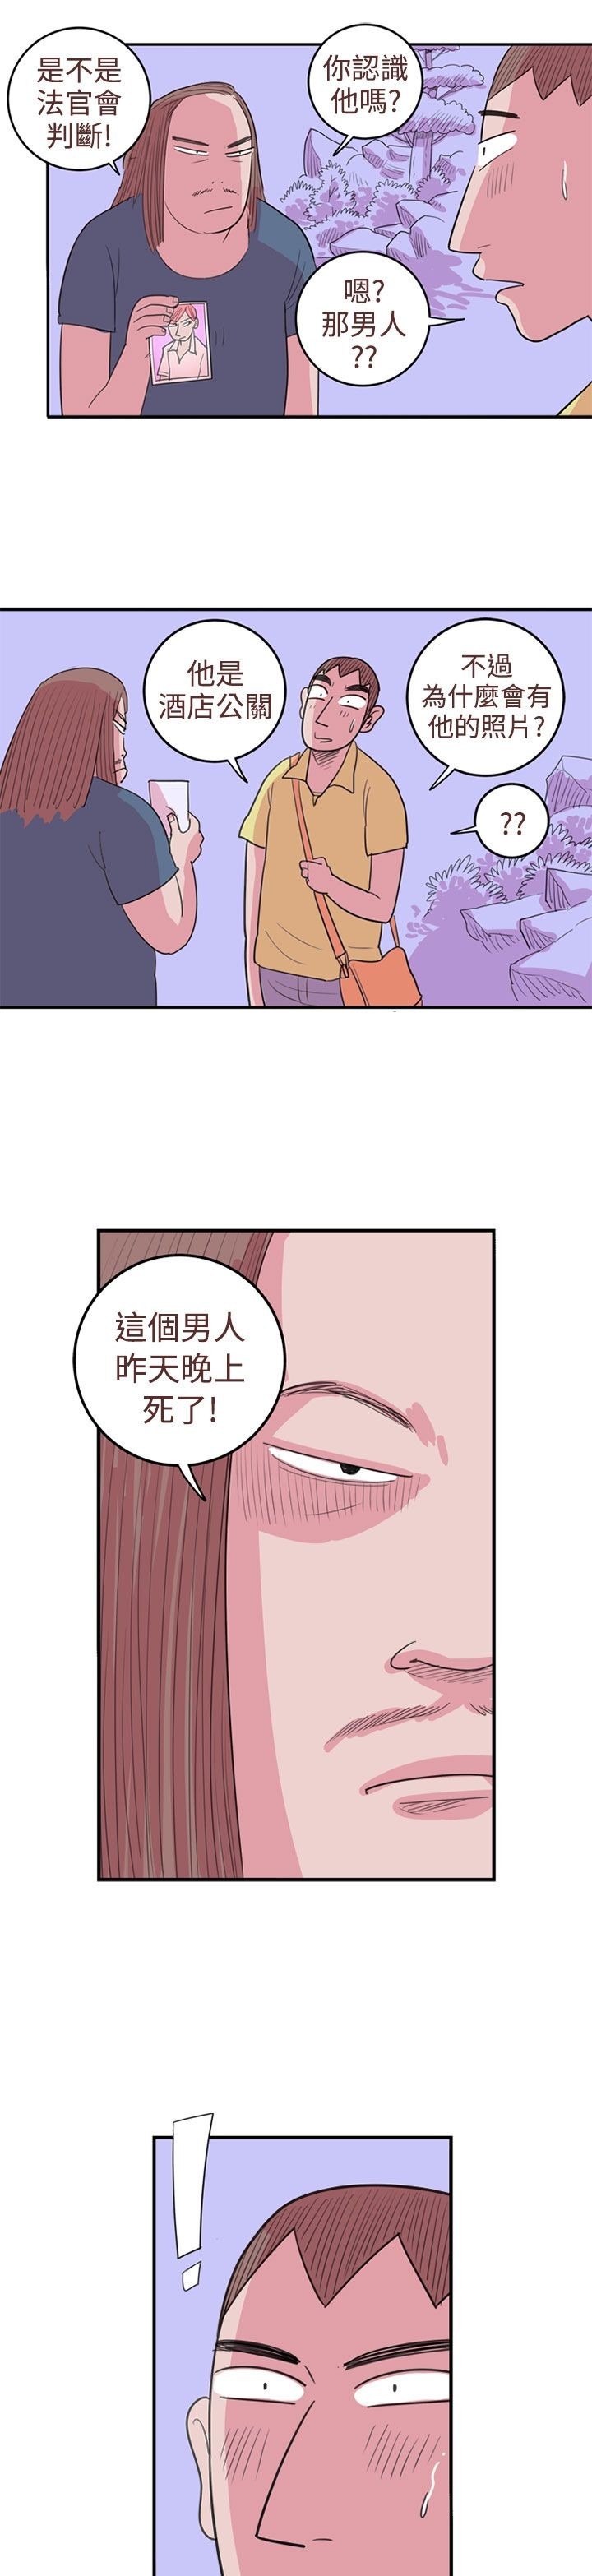 是不是
法官會
判斷!
你認識
他嗎?
嗯?
那男人
??
他是
酒店公關
不過
為什麼會有
他的照片?
??
這個男人
昨天晚上
死了!
!